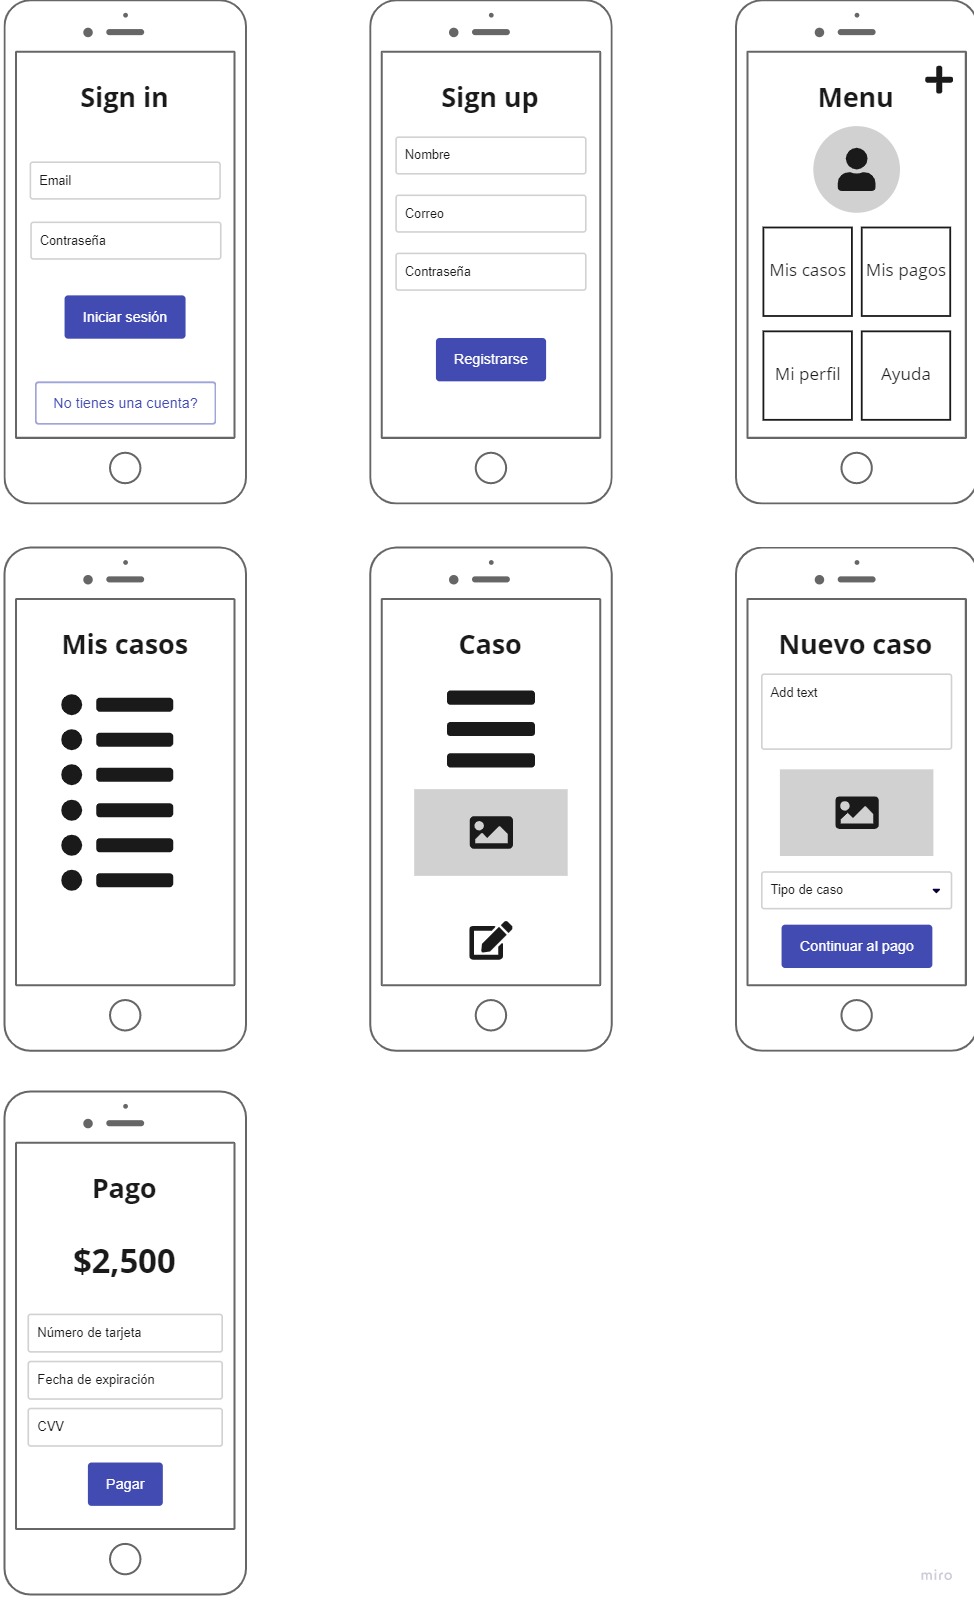 Sign in
Email
Contraseña
Iniciar sesión
No tienes una cuenta?
Sign up
Nombre
Correo
Contraseña
Registrarse
Menu
Mis casos
Mis pagos
Mi perfil
Ayuda
Mis casos
Caso
Nuevo caso
Add text
Tipo de caso
Continuar al pago
Pago
$2,500
Número de tarjeta
Fecha de expiración
CVV
Pagar
miro